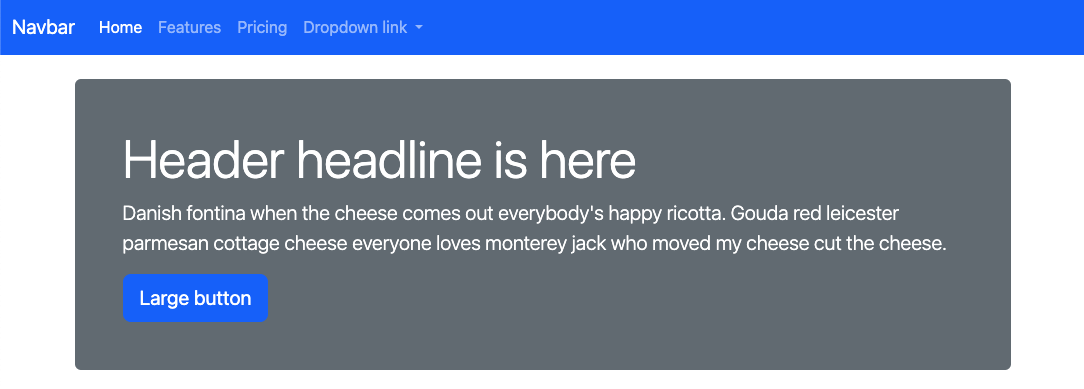 Navbar Home Features Pricing Dropdown link
Header headline is here
Danish fontina when the cheese comes out everybody's happy ricotta. Gouda red leicester
parmesan cottage cheese everyone loves monterey jack who moved my cheese cut the cheese.
Large button